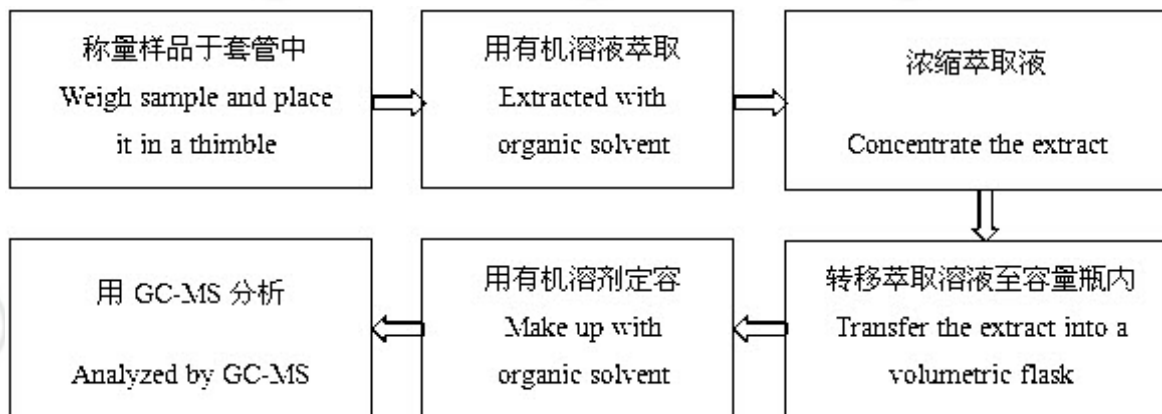 称量样品于套管中
Weigh sample and place
it in a thimble
用有机溶液萃取
Extracted with
organic solvent
浓缩萃取液
Concentrate the extract
转移萃取溶液至容量瓶内
Transfer the extract into a
volumetric flask
用有机溶剂定容
Make up with
organic solvent
用 GC-MS 分析
Analyzed by GC-MS